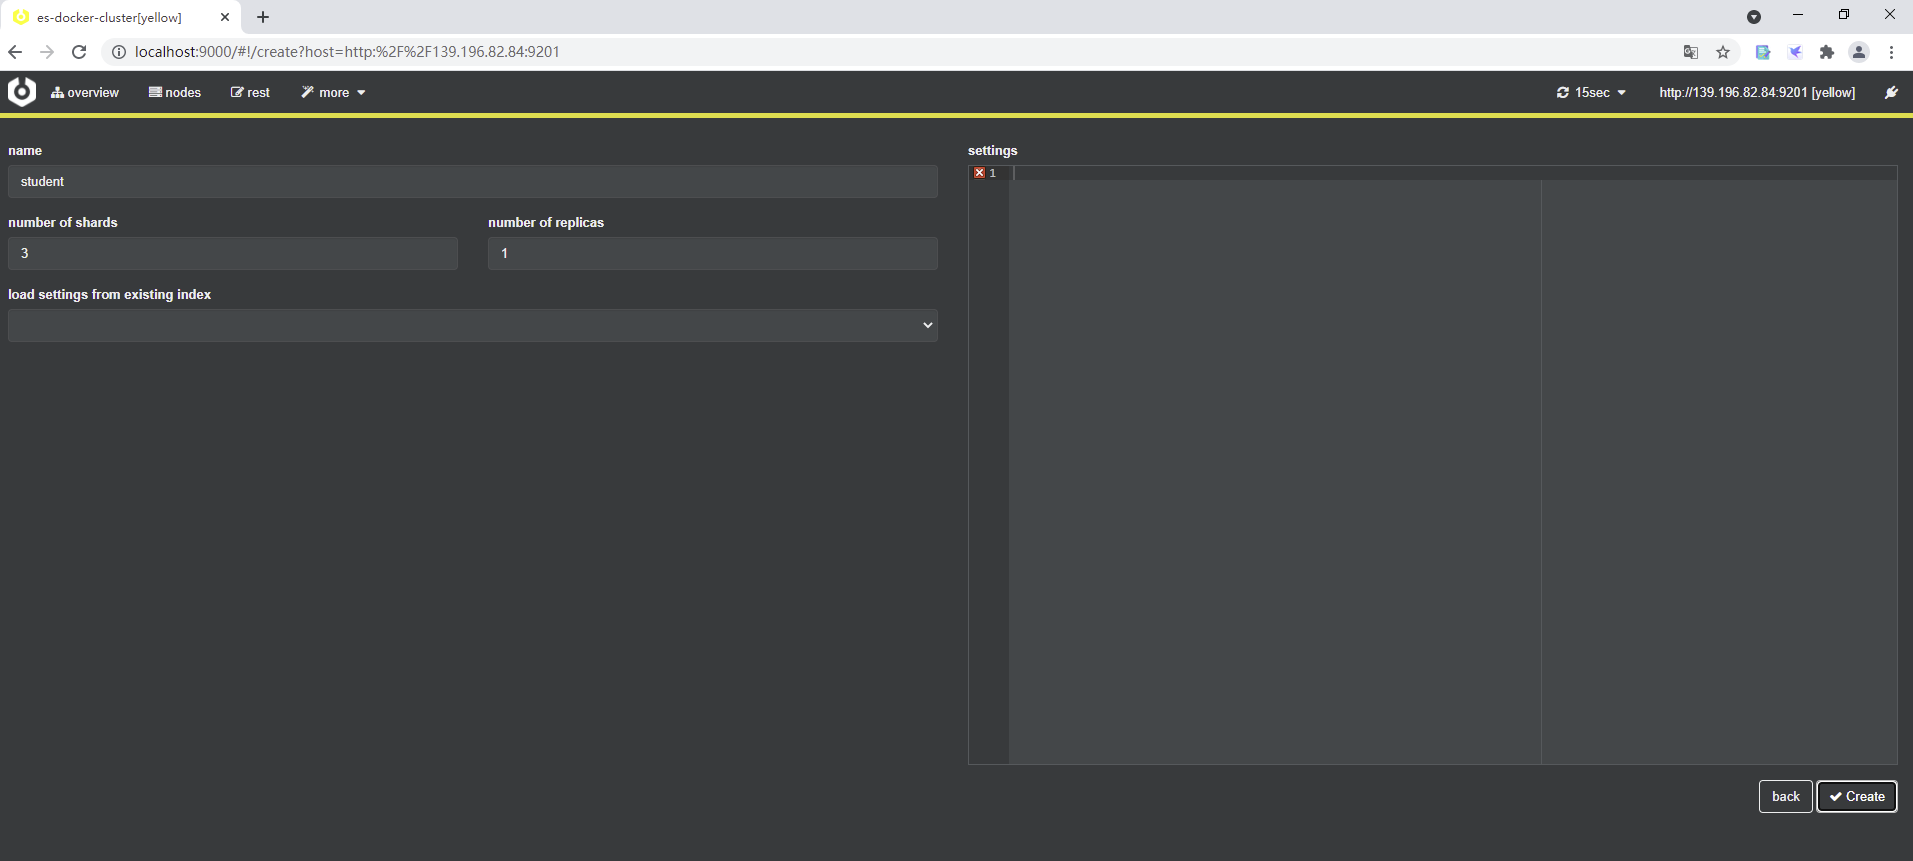 es-docker-cluster[yellow]
localhost:9000/#!/create?host=http:%2F%2F139.196.82.84:9201
overview nodes rest more 15sec http://139.196.82.84:9201 [yellow]
name
student
number of shards number of replicas
3 1
load settings from existing index
settings
1
back Create